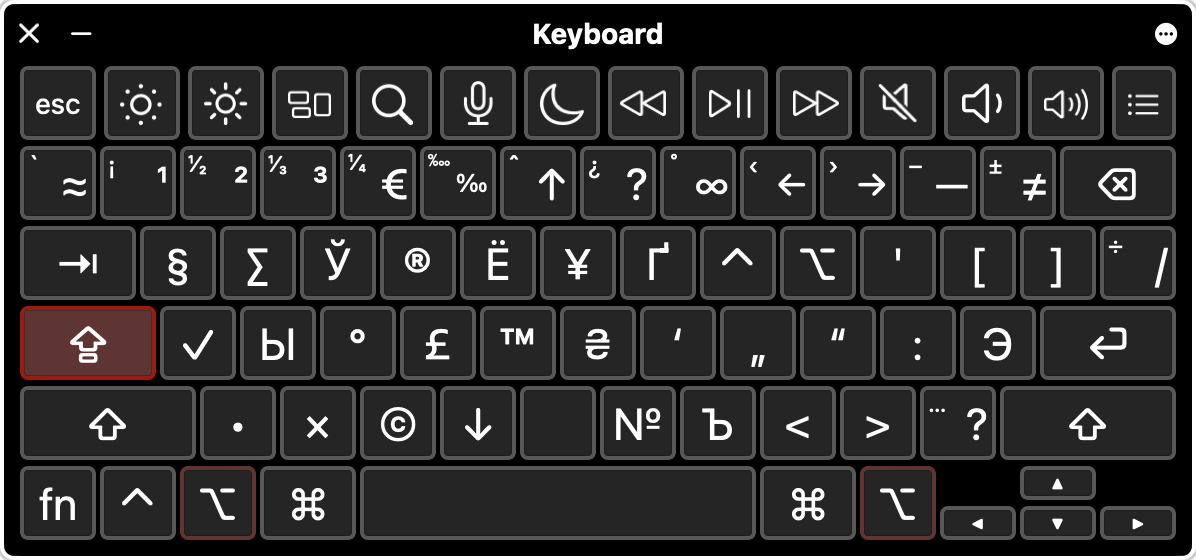 Keyboard
esc
` ≈ ¡ 1 ½ 2 ⅓ 3 ¼ € ‱ ‰ ˆ ↑ ¿ ? ° ∞ ‹ ← › → – — ± ≠
§ ∑ Ў ® Ё ¥ Ґ ⌃ ⌥ ' [ ] ÷ /
✓ Ы ° £ ™ ₴ ‘ „ “ : Э
• × © ↓ № Ъ < > … ?
fn ⌃ ⌥ ⌘ ⌘ ⌥